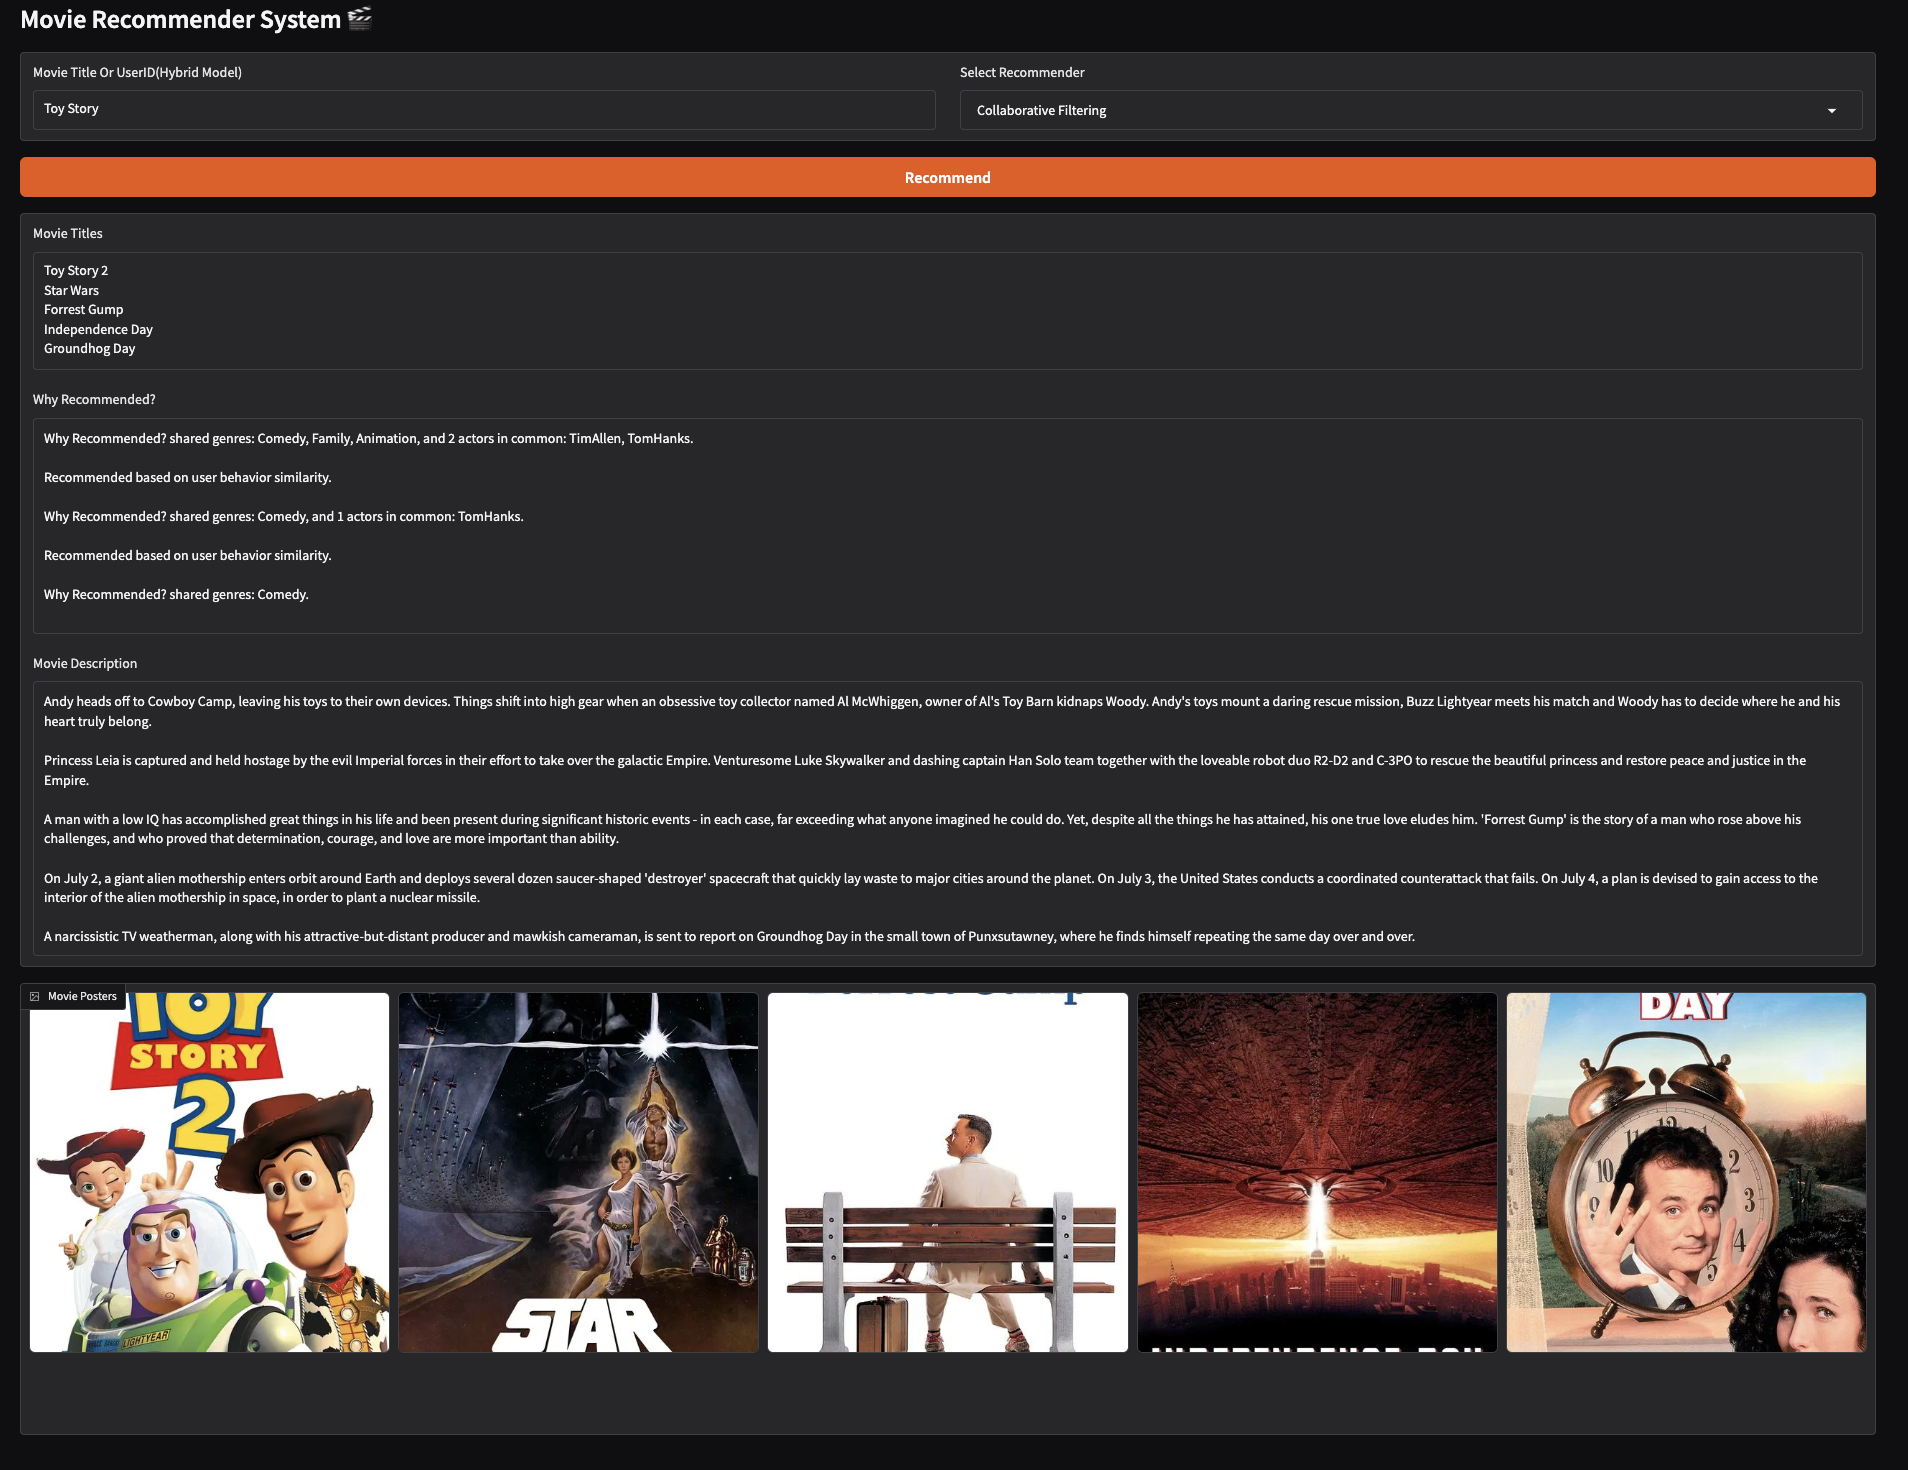 Movie Recommender System
Movie Title Or UserID(Hybrid Model)
Toy Story
Select Recommender
Collaborative Filtering
Recommend
Movie Titles
Toy Story 2
Star Wars
Forrest Gump
Independence Day
Groundhog Day
Why Recommended?
Why Recommended? shared genres: Comedy, Family, Animation, and 2 actors in common: TimAllen, TomHanks.
Recommended based on user behavior similarity.
Why Recommended? shared genres: Comedy, and 1 actors in common: TomHanks.
Recommended based on user behavior similarity.
Why Recommended? shared genres: Comedy.
Movie Description
Andy heads off to Cowboy Camp, leaving his toys to their own devices. Things shift into high gear when an obsessive toy collector named Al McWhiggen, owner of Al's Toy Barn kidnaps Woody. Andy's toys mount a daring rescue mission, Buzz Lightyear meets his match and Woody has to decide where he and his
heart truly belong.
Princess Leia is captured and held hostage by the evil Imperial forces in their effort to take over the galactic Empire. Venturesome Luke Skywalker and dashing captain Han Solo team together with the loveable robot duo R2-D2 and C-3PO to rescue the beautiful princess and restore peace and justice in the
Empire.
A man with a low IQ has accomplished great things in his life and been present during significant historic events - in each case, far exceeding what anyone imagined he could do. Yet, despite all the things he has attained, his one true love eludes him. 'Forrest Gump' is the story of a man who rose above his
challenges, and who proved that determination, courage, and love are more important than ability.
On July 2, a giant alien mothership enters orbit around Earth and deploys several dozen saucer-shaped 'destroyer' spacecraft that quickly lay waste to major cities around the planet. On July 3, the United States conducts a coordinated counterattack that fails. On July 4, a plan is devised to gain access to the
interior of the alien mothership in space, in order to plant a nuclear missile.
A narcissistic TV weatherman, along with his attractive-but-distant producer and mawkish cameraman, is sent to report on Groundhog Day in the small town of Punxsutawney, where he finds himself repeating the same day over and over.
Movie Posters
TOY
STORY
2
LIGHTYEAR
STAR
DAY
12
11
10
9
2
3
4
5